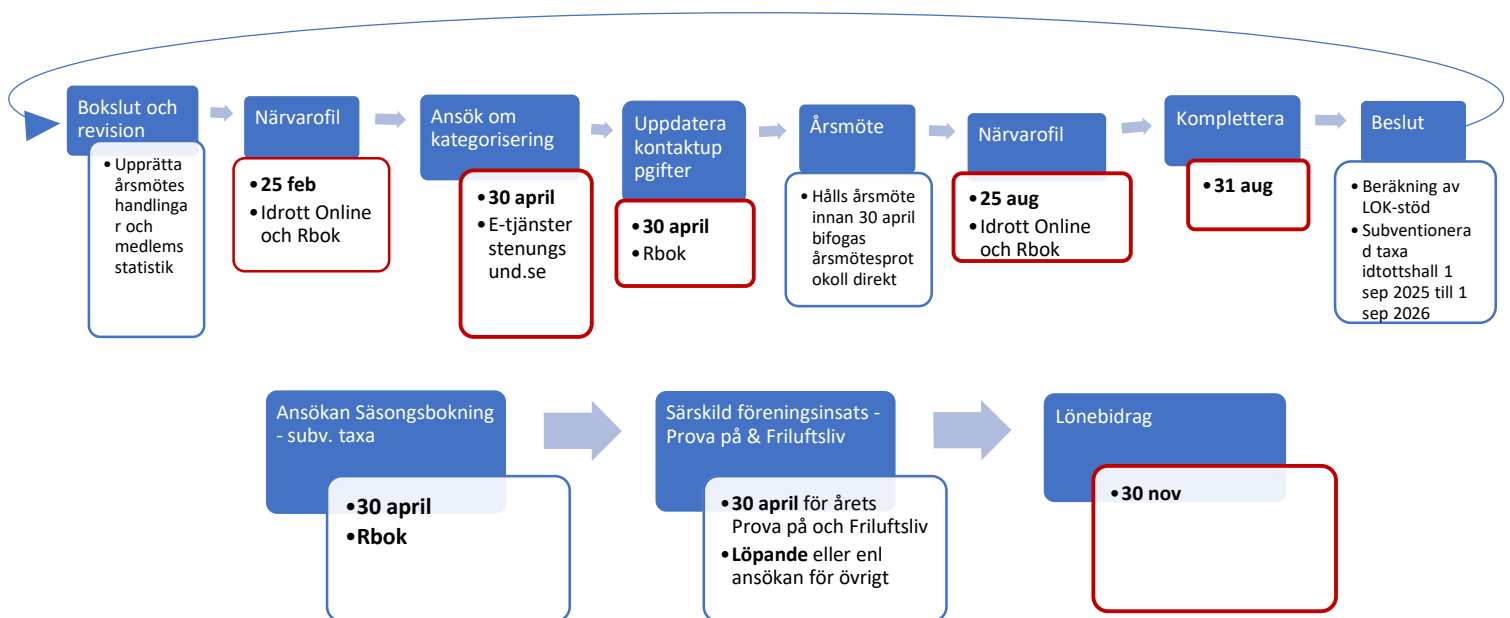 Bokslut och
revision
• Upprätta
årsmötes
handlingar
r och
medlems
statistik
Närvarofil
• 25 feb
• Idrott Online
och Rbok
Ansök om
kategorisering
• 30 april
• E-tjänster
stenungs
und.se
Uppdatera
kontaktup
pgifter
• 30 april
• Rbok
Årsmöte
• Hålls årsmöte
innan 30 april
bifogas
årsmötesprot
okoll direkt
Närvarofil
• 25 aug
• Idrott Online
och Rbok
Komplettera
• 31 aug
Beslut
• Beräkning av
LOK-stöd
• Subventionera
d taxa
idtottshall 1
sep 2025 till 1
sep 2026
Ansökan Säsongsbokning
- subv. taxa
• 30 april
• Rbok
Särskild föreningsinsats -
Prova på & Friluftsliv
• 30 april för årets
Prova på och Friluftsliv
• Löpande eller enl
ansökan för övrigt
Lönebidrag
• 30 nov